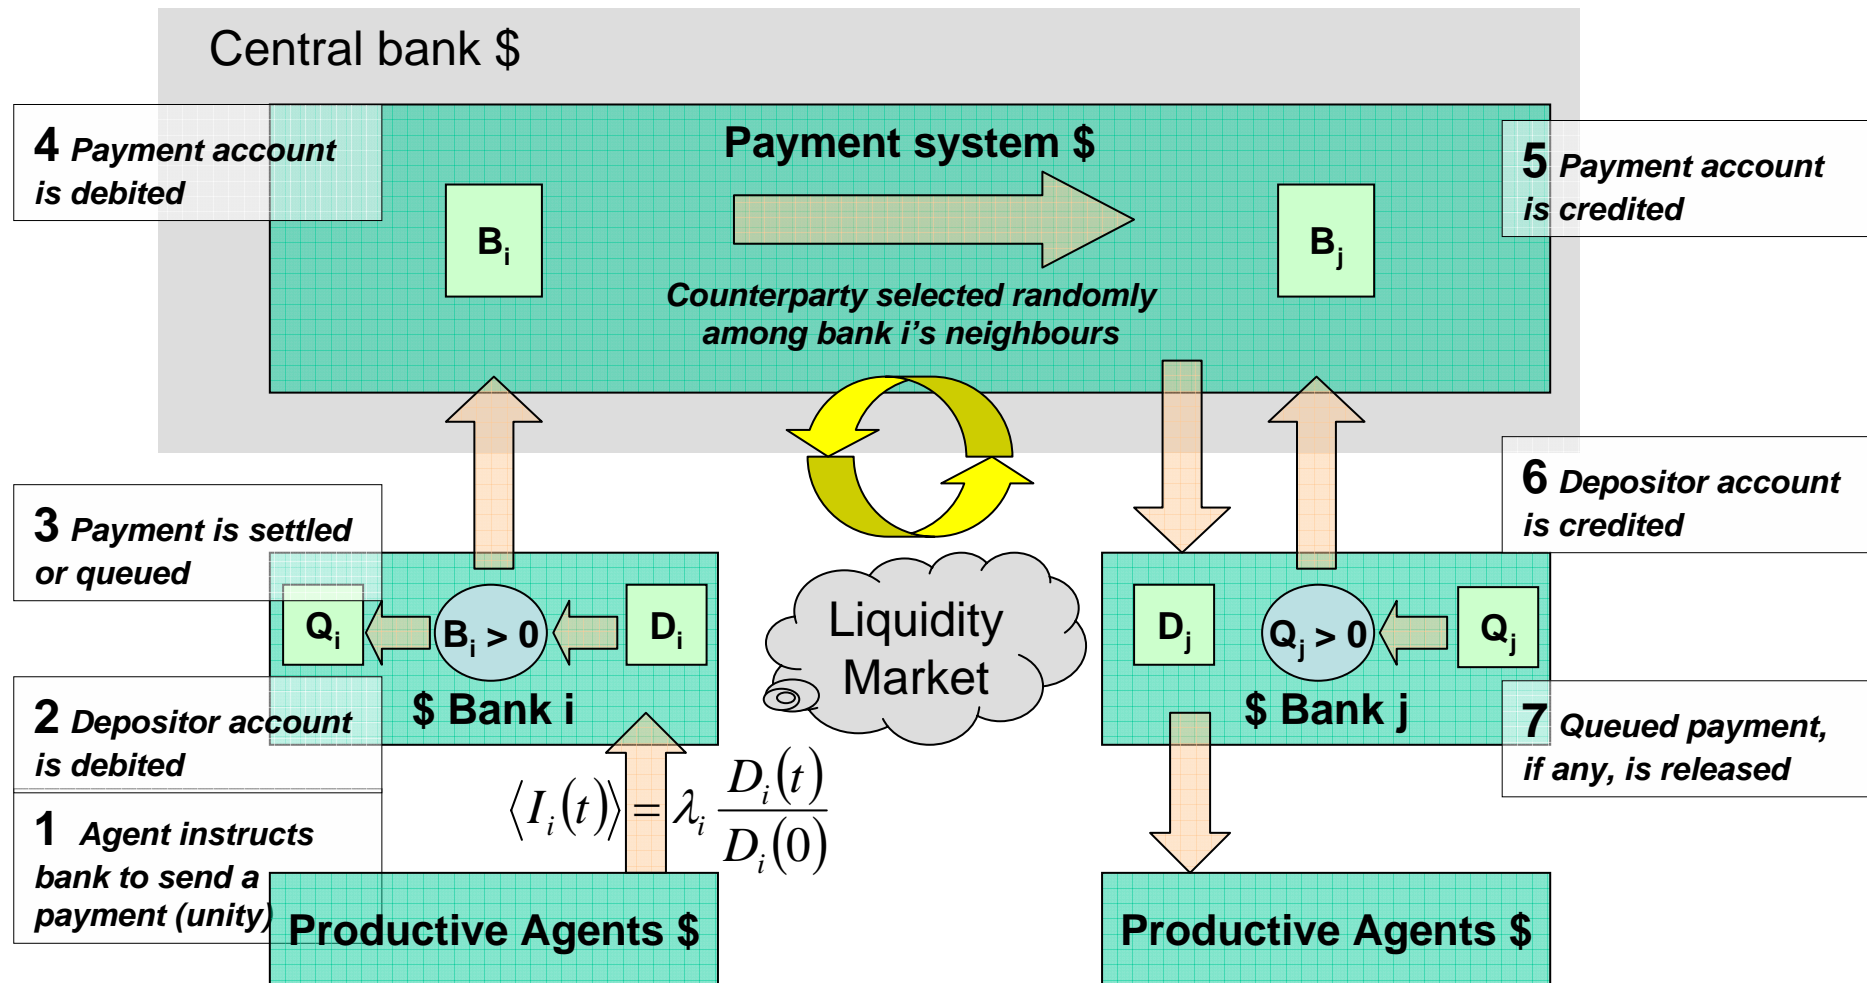 Central bank $
Payment system $
4 Payment account
is debited
5 Payment account
is credited
B_i
B_j
Counterparty selected randomly
among bank i’s neighbours
3 Payment is settled
or queued
6 Depositor account
is credited
Q_i
B_i > 0
D_i
$ Bank i
Liquidity
Market
D_j
Q_j > 0
Q_j
$ Bank j
2 Depositor account
is debited
7 Queued payment,
if any, is released
1 Agent instructs
bank to send a
payment (unity)
⟨I_i(t)⟩ = λ_i D_i(t) / D_i(0)
Productive Agents $
Productive Agents $